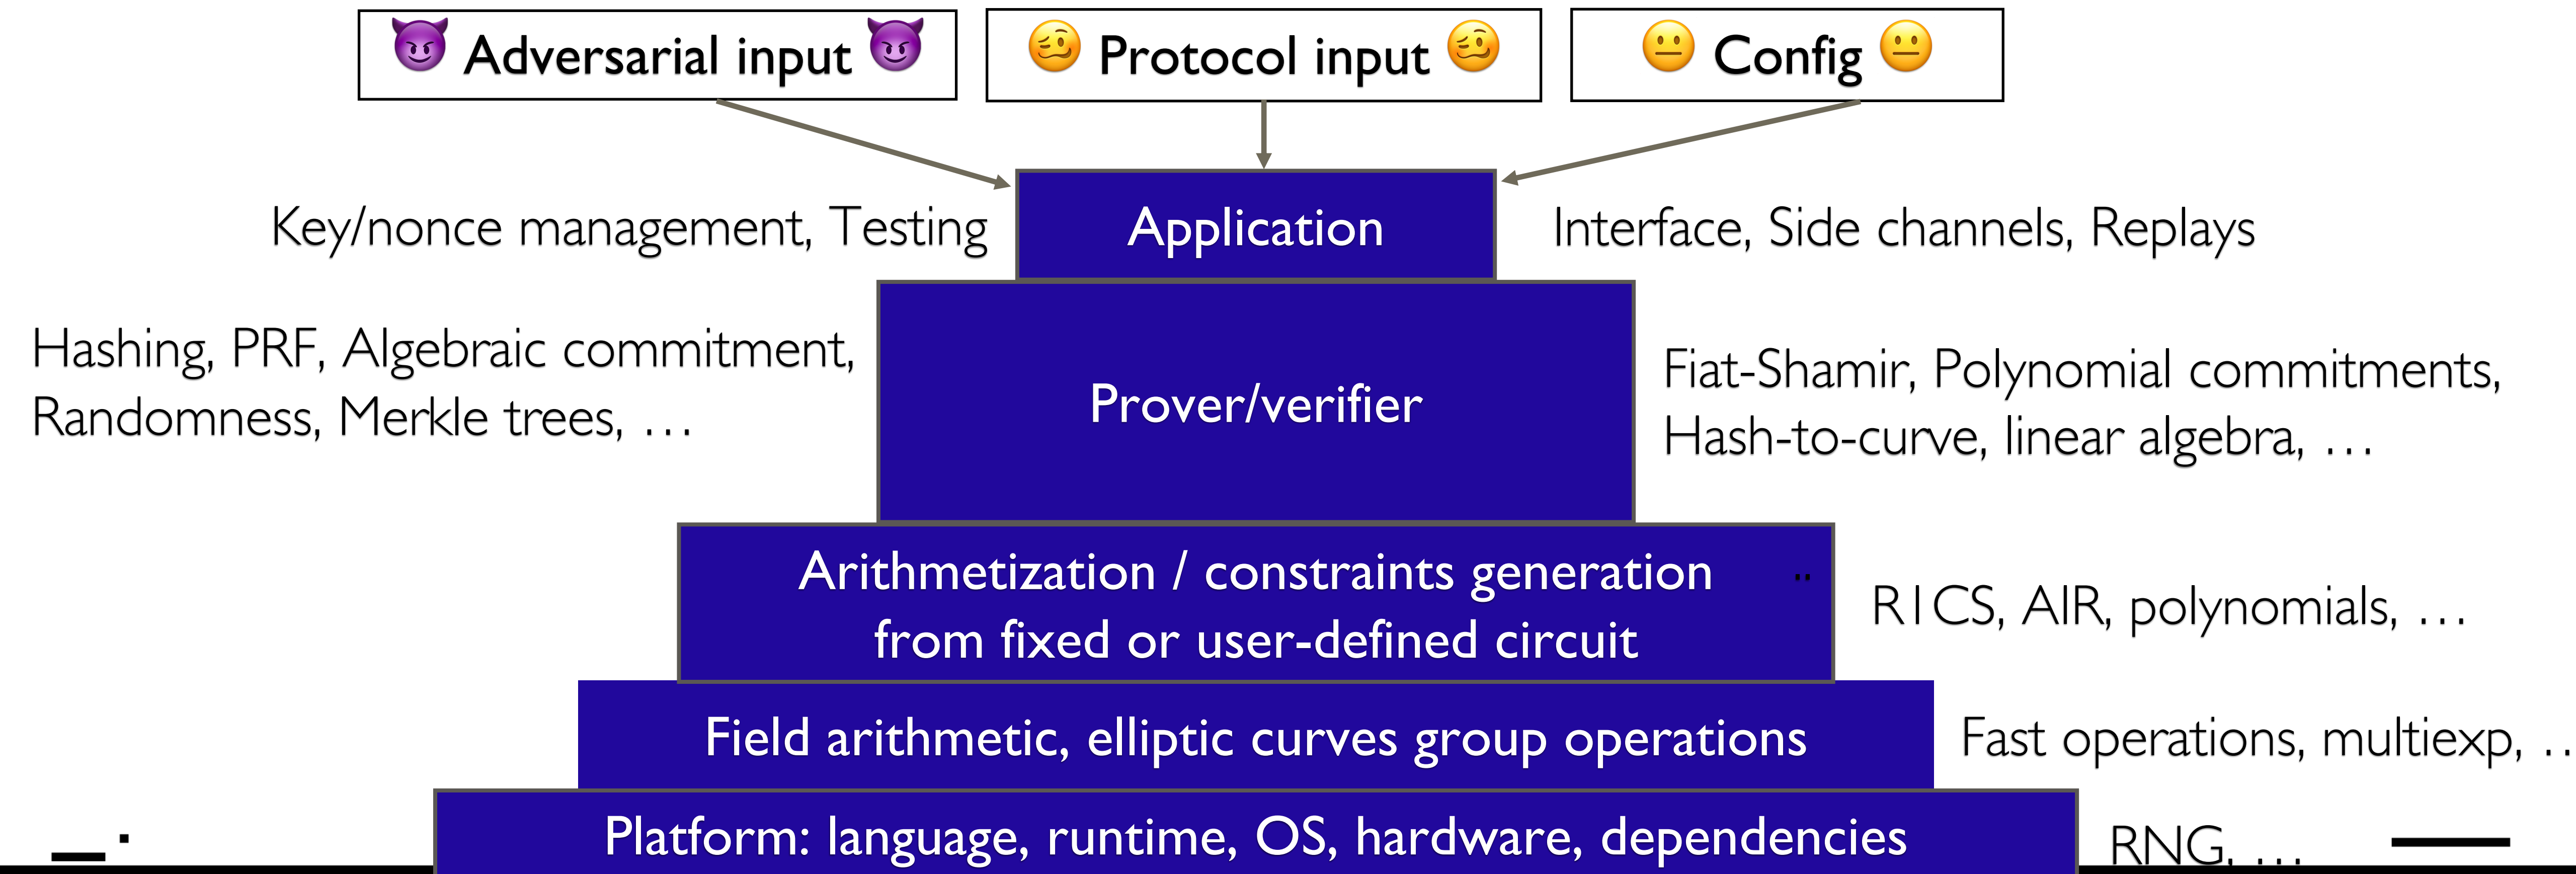 😈 Adversarial input 😈
🥴 Protocol input 🥴
😐 Config 😐
Key/nonce management, Testing
Application
Interface, Side channels, Replays
Hashing, PRF, Algebraic commitment,
Randomness, Merkle trees, …
Prover/verifier
Fiat-Shamir, Polynomial commitments,
Hash-to-curve, linear algebra, …
Arithmetization / constraints generation
from fixed or user-defined circuit
R1CS, AIR, polynomials, …
Field arithmetic, elliptic curves group operations
Fast operations, multiexp, …
Platform: language, runtime, OS, hardware, dependencies
RNG, …